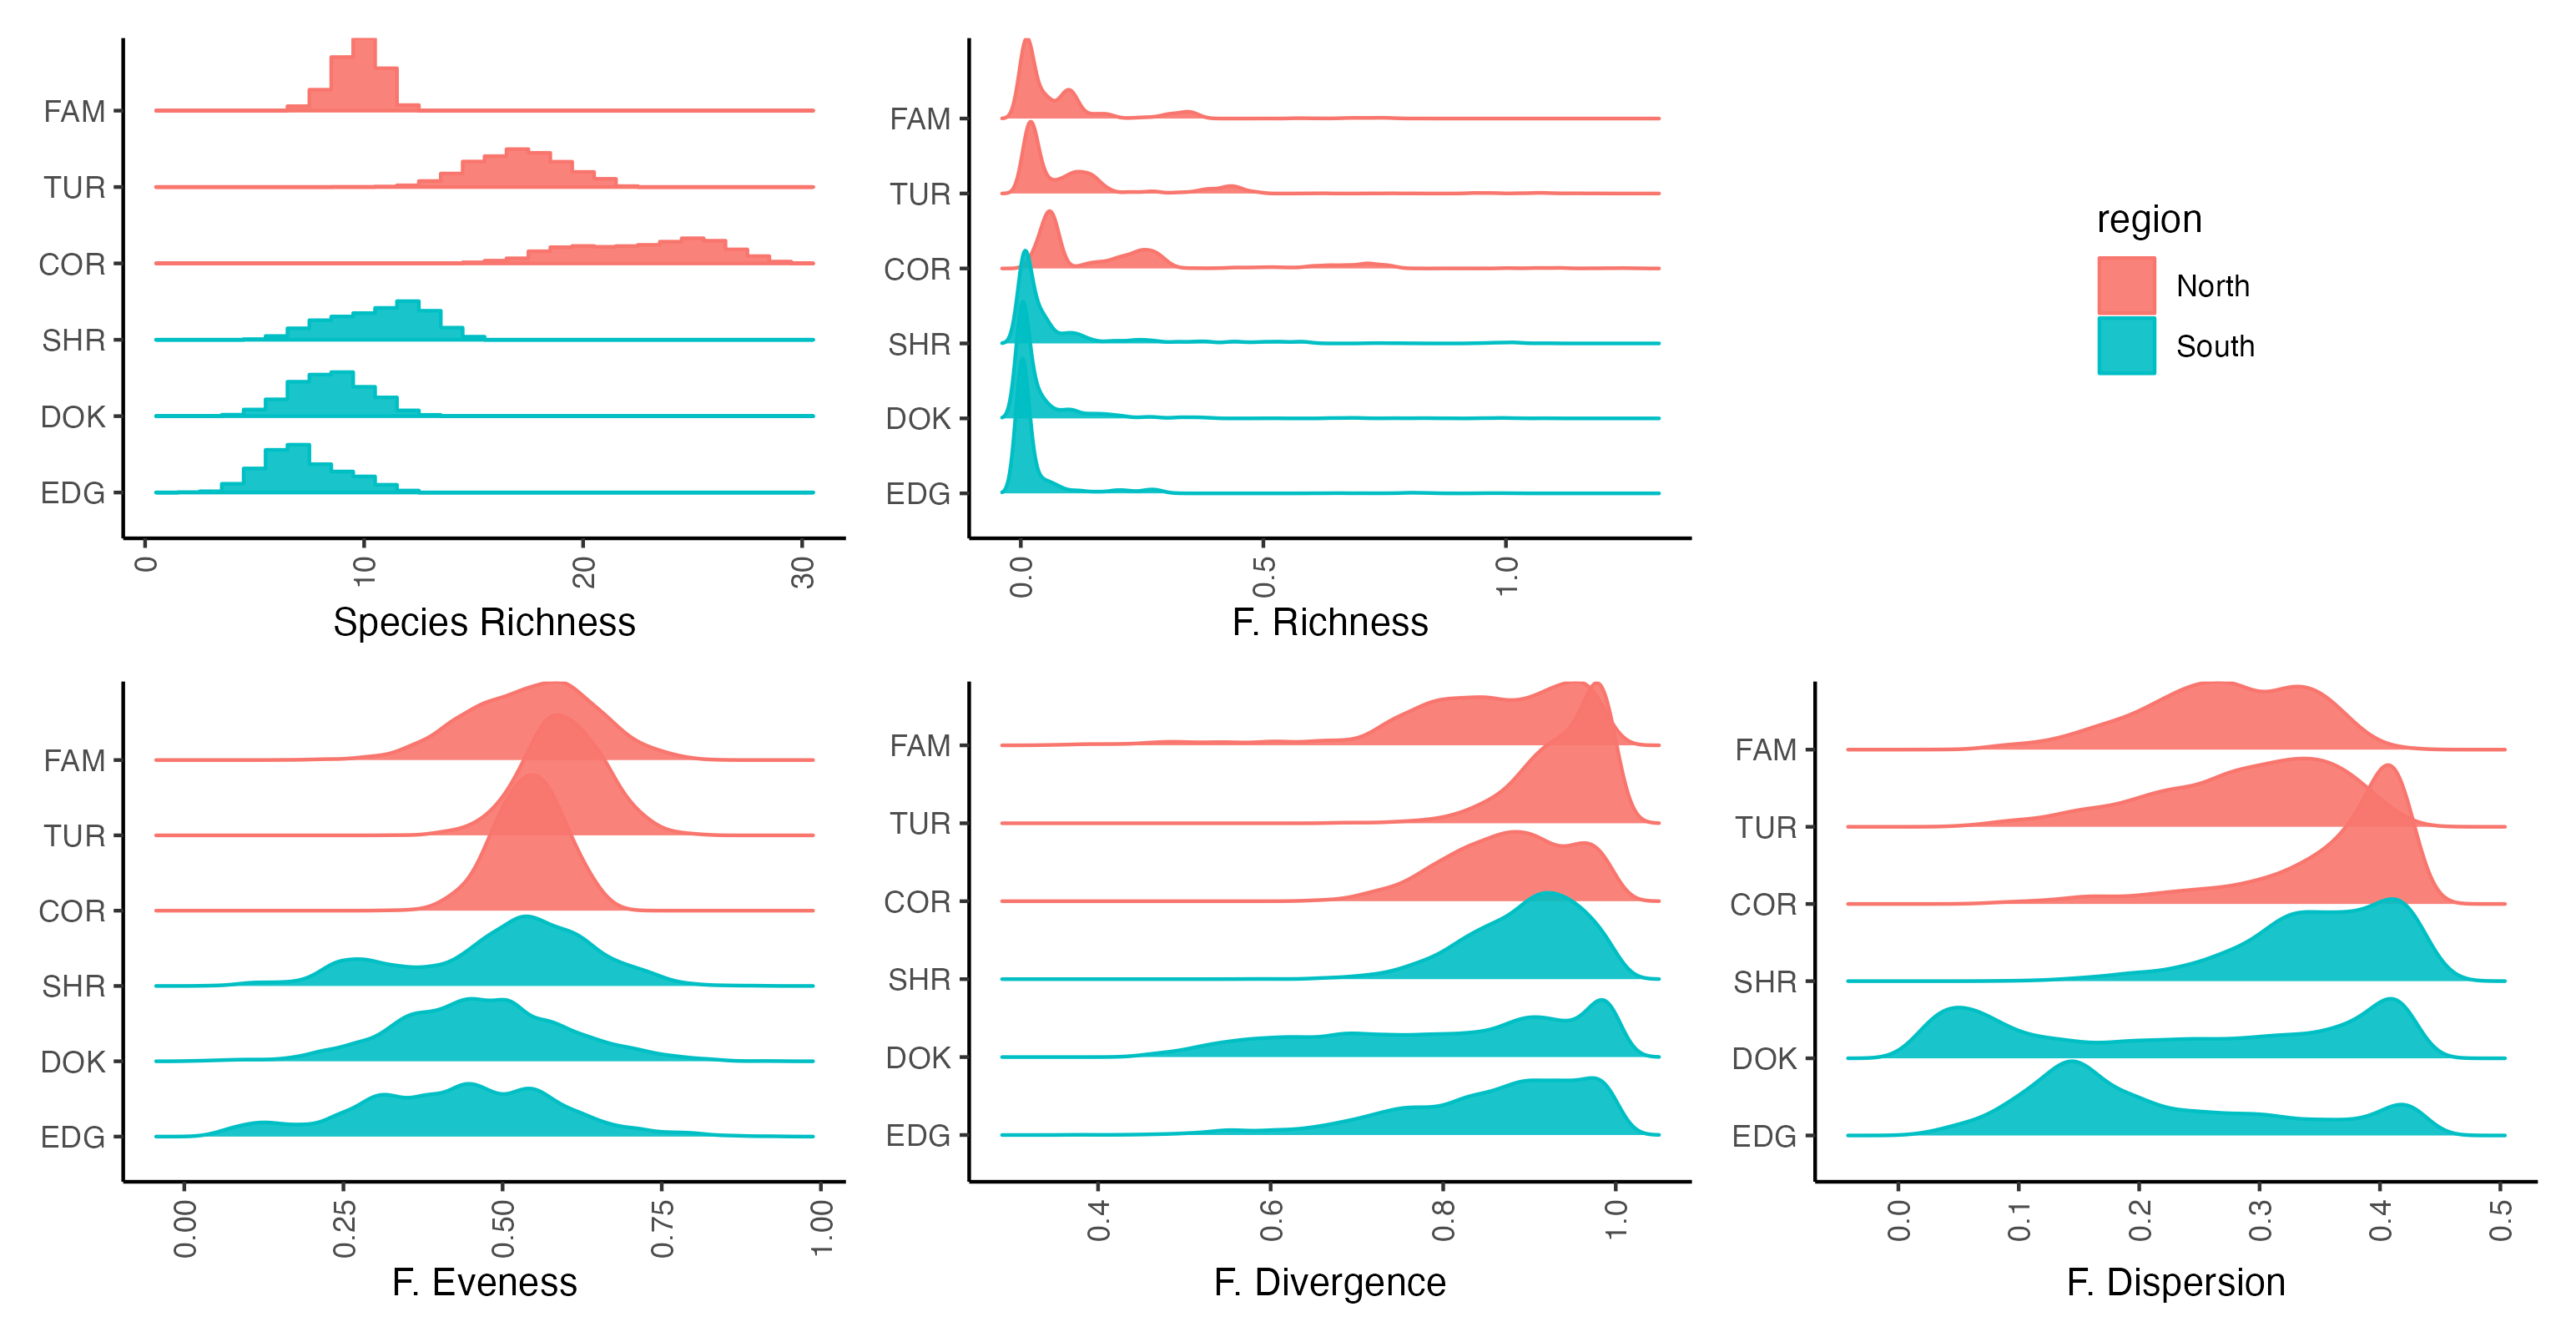 FAM
TUR
COR
SHR
DOK
EDG
0 10 20 30
Species Richness
FAM
TUR
COR
SHR
DOK
EDG
0.0 0.5 1.0
F. Richness
region
North
South
FAM
TUR
COR
SHR
DOK
EDG
0.00 0.25 0.50 0.75 1.00
F. Eveness
FAM
TUR
COR
SHR
DOK
EDG
0.4 0.6 0.8 1.0
F. Divergence
FAM
TUR
COR
SHR
DOK
EDG
0.0 0.1 0.2 0.3 0.4 0.5
F. Dispersion